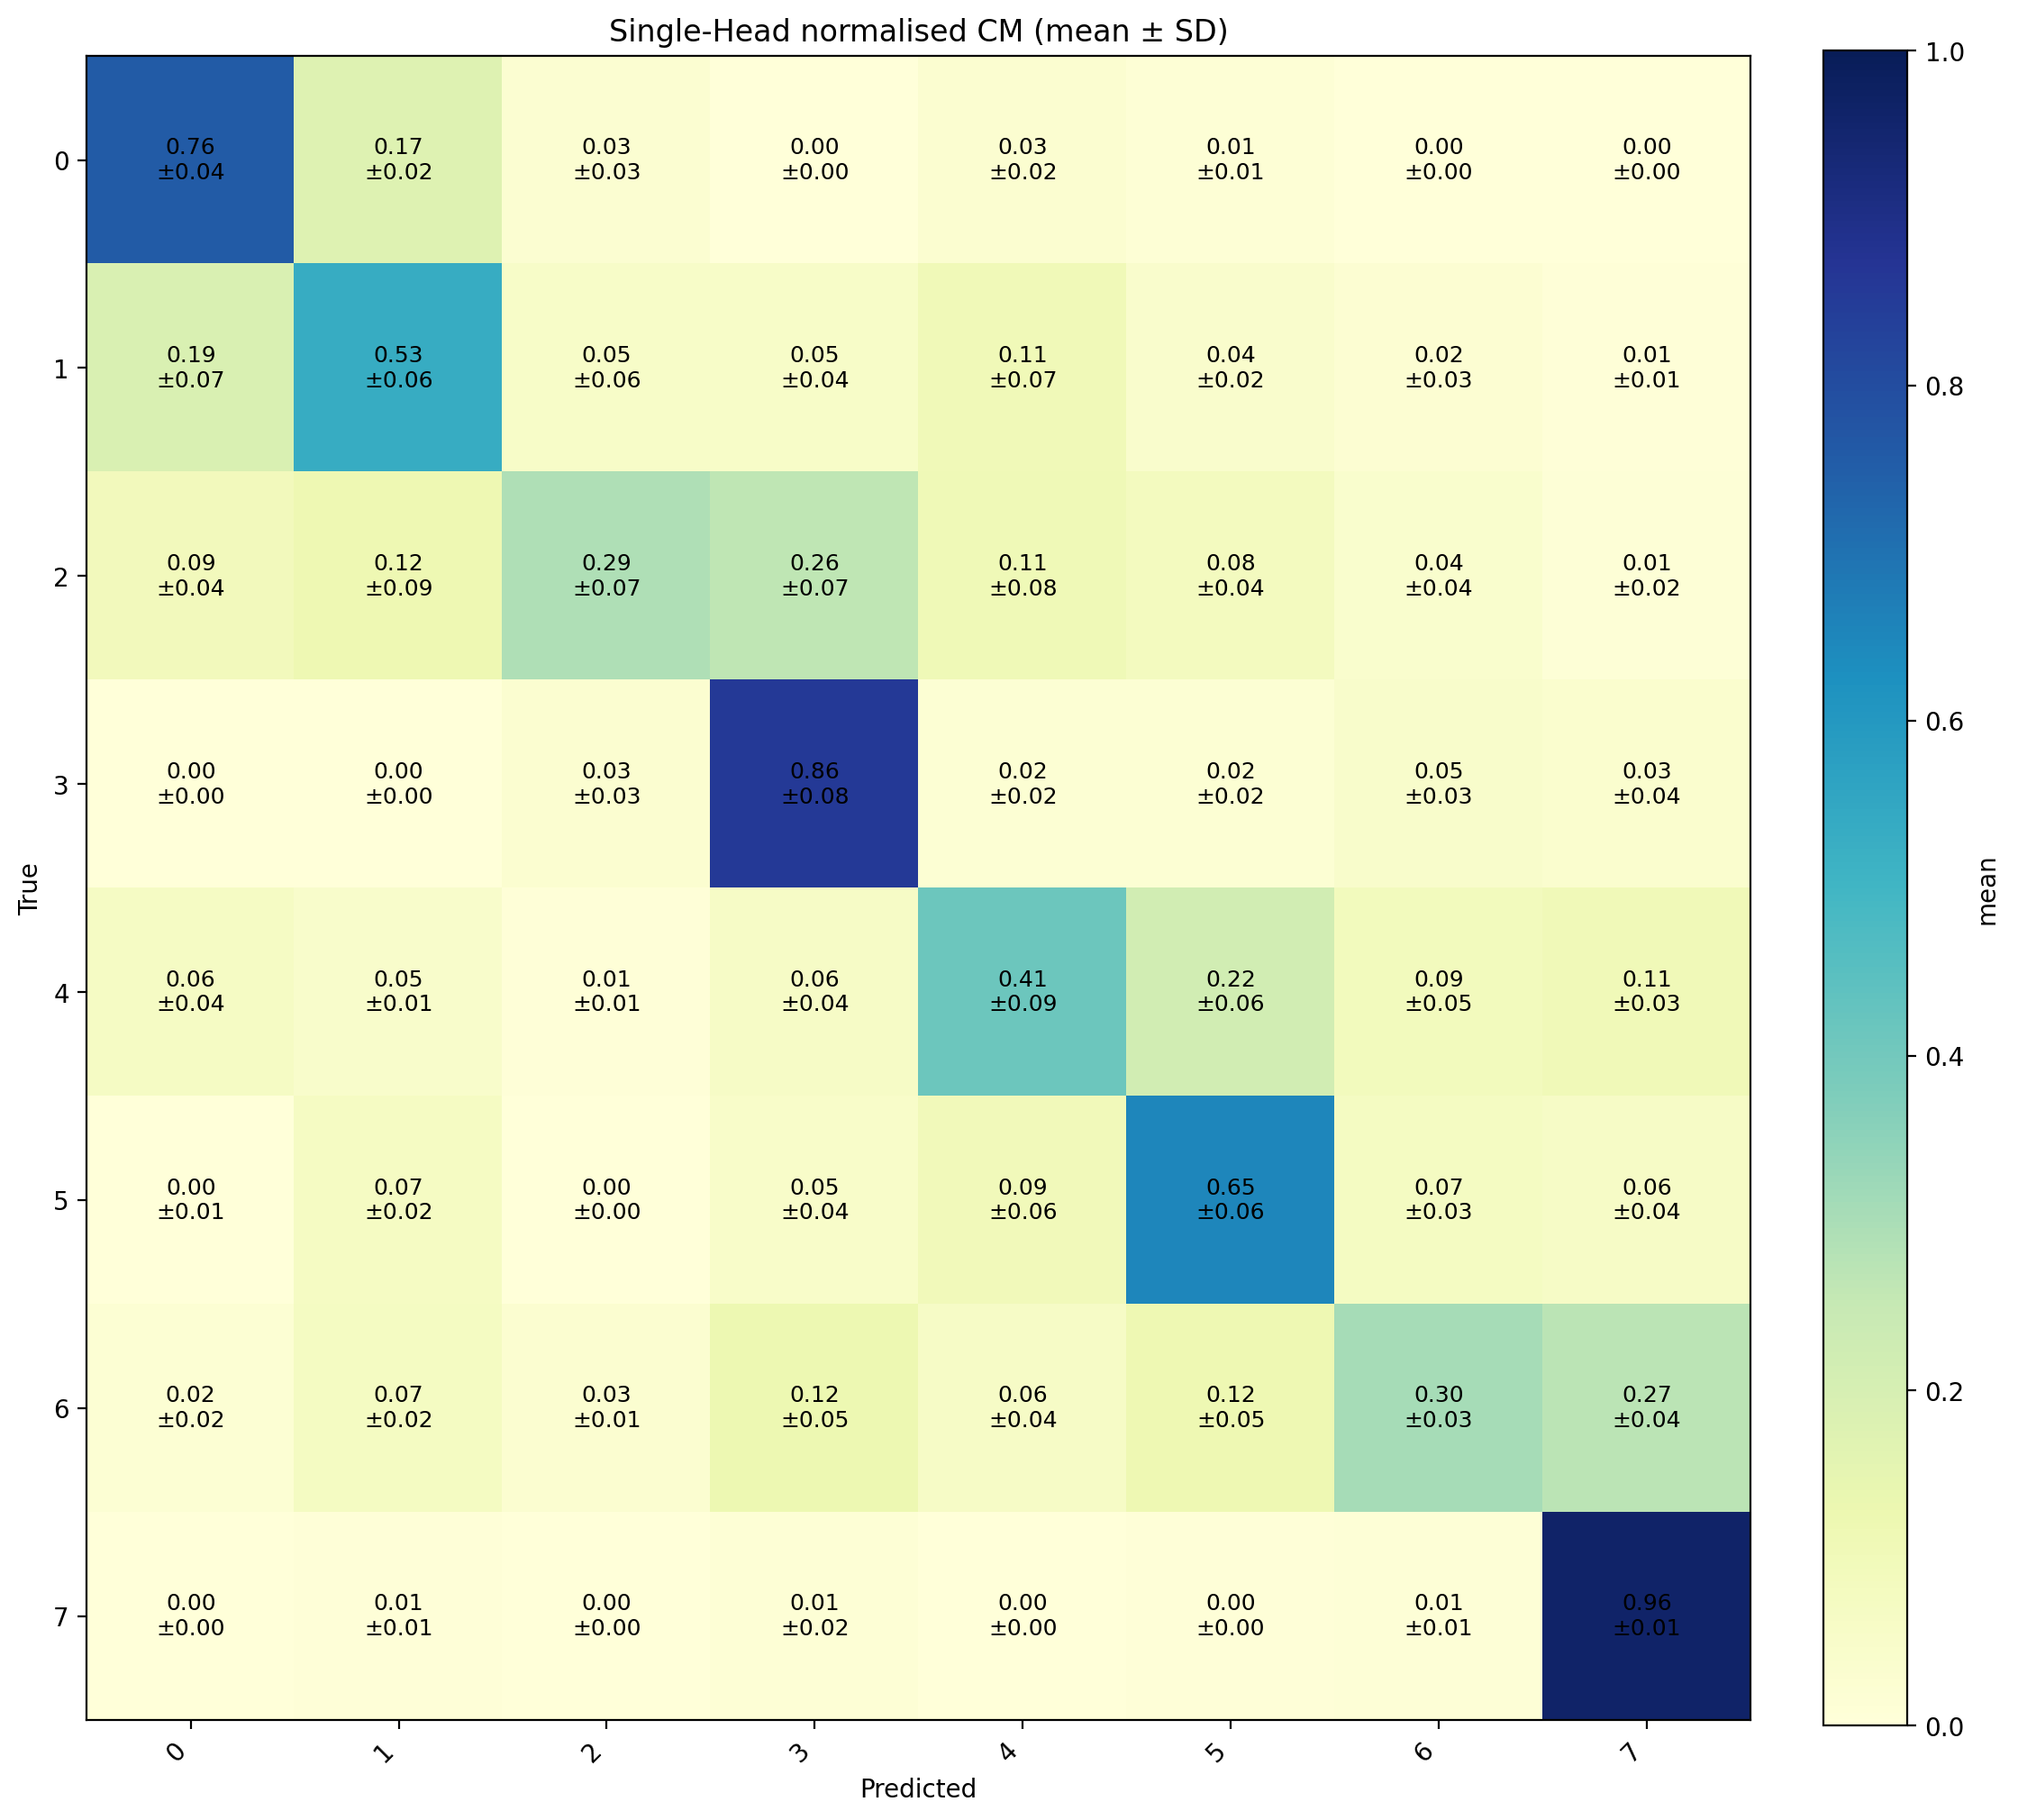 Single-Head normalised CM (mean ± SD)
0.76 0.17 0.03 0.00 0.03 0.01 0.00 0.00
0 ±0.04 ±0.02 ±0.03 ±0.00 ±0.02 ±0.01 ±0.00 ±0.00
0.19 0.53 0.05 0.05 0.11 0.04 0.02 0.01
1 ±0.07 ±0.06 ±0.06 ±0.04 ±0.07 ±0.02 ±0.03 ±0.01
0.09 0.12 0.29 0.26 0.11 0.08 0.04 0.01
2 ±0.04 ±0.09 ±0.07 ±0.07 ±0.08 ±0.04 ±0.04 ±0.02
0.00 0.00 0.03 0.86 0.02 0.02 0.05 0.03
3 ±0.00 ±0.00 ±0.03 ±0.08 ±0.02 ±0.02 ±0.03 ±0.04
True
0.06 0.05 0.01 0.06 0.41 0.22 0.09 0.11
4 ±0.04 ±0.01 ±0.01 ±0.04 ±0.09 ±0.06 ±0.05 ±0.03
0.00 0.07 0.00 0.05 0.09 0.65 0.07 0.06
5 ±0.01 ±0.02 ±0.00 ±0.04 ±0.06 ±0.06 ±0.03 ±0.04
0.02 0.07 0.03 0.12 0.06 0.12 0.30 0.27
6 ±0.02 ±0.02 ±0.01 ±0.05 ±0.04 ±0.05 ±0.03 ±0.04
0.00 0.01 0.00 0.01 0.00 0.00 0.01 0.96
7 ±0.00 ±0.01 ±0.00 ±0.02 ±0.00 ±0.00 ±0.01 ±0.01
0 1 2 3 4 5 6 7
Predicted
1.0
0.8
0.6
mean
0.4
0.2
0.0